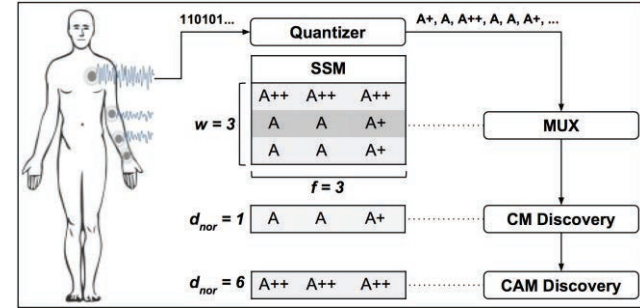 110101...
Quantizer
A+, A, A++, A, A, A+, ...
SSM
A++ A++ A++
w = 3
A A A+
MUX
A A A+
f = 3
d_nor = 1
A A A+
CM Discovery
d_nor = 6
A++ A++ A++
CAM Discovery